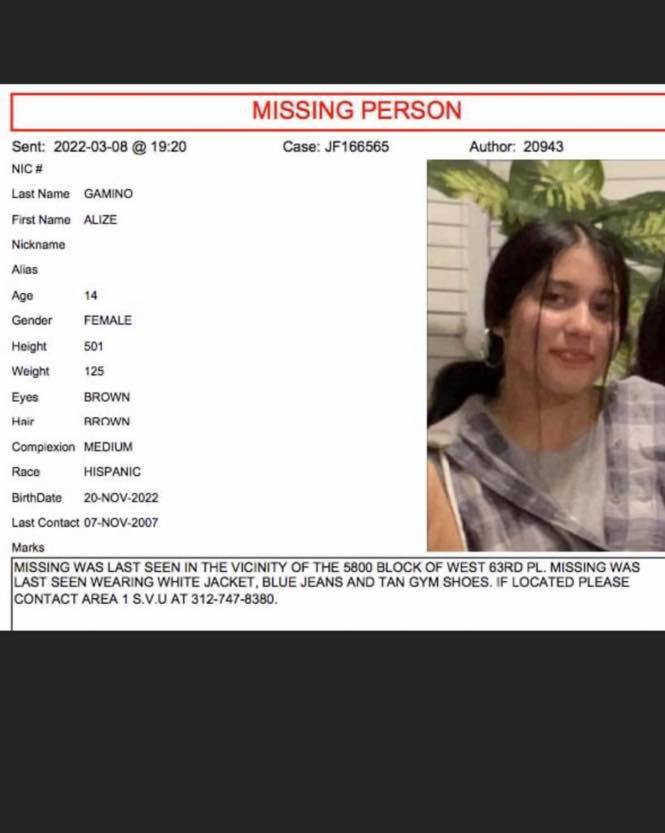 MISSING PERSON
Sent: 2022-03-08 @ 19:20 Case: JF166565 Author: 20943
NIC #
Last Name GAMINO
First Name ALIZE
Nickname
Alias
Age 14
Gender FEMALE
Height 501
Weight 125
Eyes BROWN
Hair BROWN
Complexion MEDIUM
Race HISPANIC
BirthDate 20-NOV-2022
Last Contact 07-NOV-2007
Marks
MISSING WAS LAST SEEN IN THE VICINITY OF THE 5800 BLOCK OF WEST 63RD PL. MISSING WAS
LAST SEEN WEARING WHITE JACKET, BLUE JEANS AND TAN GYM SHOES. IF LOCATED PLEASE
CONTACT AREA 1 S.V.U AT 312-747-8380.